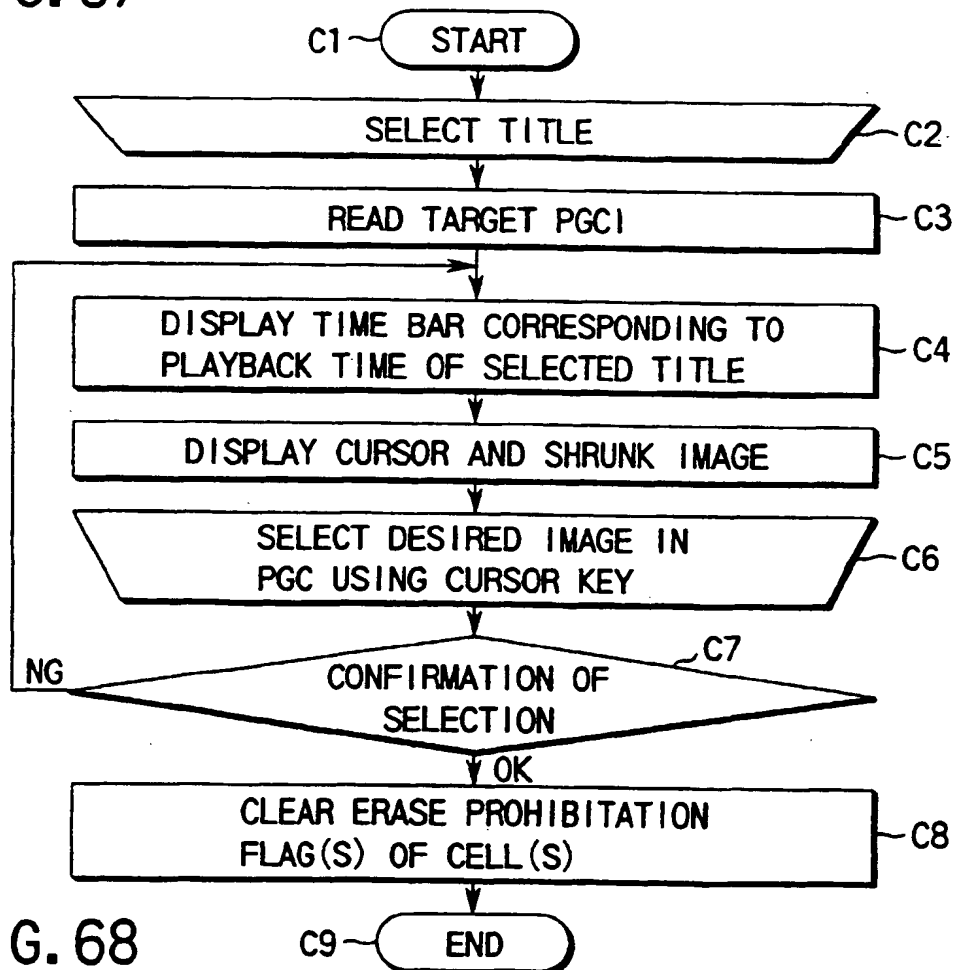 C1 START
SELECT TITLE C2
READ TARGET PGCI C3
DISPLAY TIME BAR CORRESPONDING TO
PLAYBACK TIME OF SELECTED TITLE C4
DISPLAY CURSOR AND SHRUNK IMAGE C5
SELECT DESIRED IMAGE IN
PGC USING CURSOR KEY C6
C7
NG
CONFIRMATION OF
SELECTION
OK
CLEAR ERASE PROHIBITATION
FLAG(S) OF CELL(S) C8
G. 68 C9 END